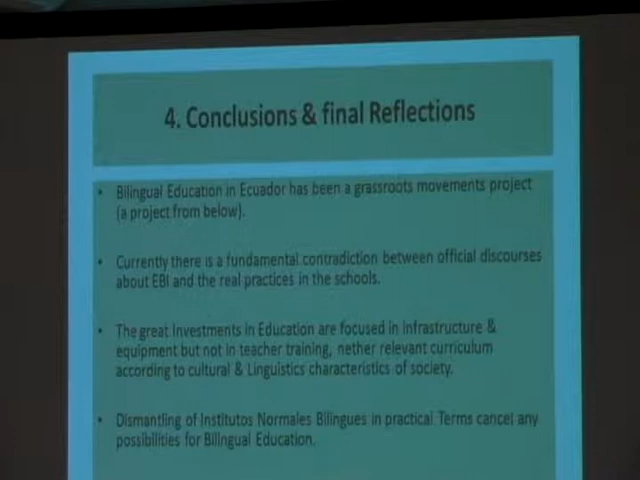 4. Conclusions & final Reflections
• Bilingual Education in Ecuador has been a grassroots movements project
(a project from below).
• Currently there is a fundamental contradiction between official discourses
about EBI and the real practices in the schools.
• The great Investments in Education are focused in Infrastructure &
equipment but not in teacher training, nether relevant curriculum
according to cultural & Linguistics characteristics of society.
• Dismantling of Institutos Normales Bilingues in practical Terms cancel any
possibilities for Bilingual Education.